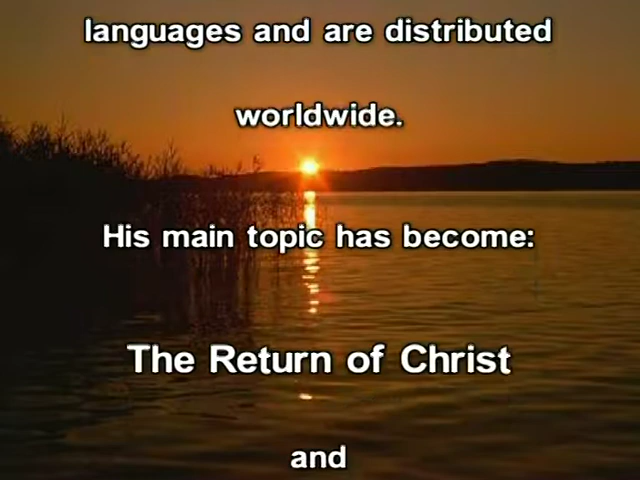 languages and are distributed
worldwide.
His main topic has become:
The Return of Christ
and